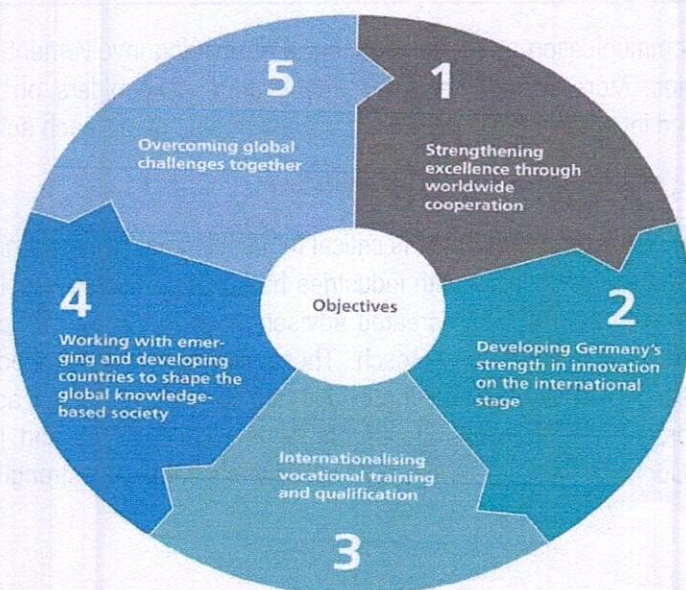 1
Strengthening
excellence through
worldwide
cooperation
2
Developing Germany's
strength in innovation
on the international
stage
Internationalising
vocational training
and qualification
3
4
Working with emer-
ging and developing
countries to shape the
global knowledge-
based society
5
Overcoming global
challenges together
Objectives